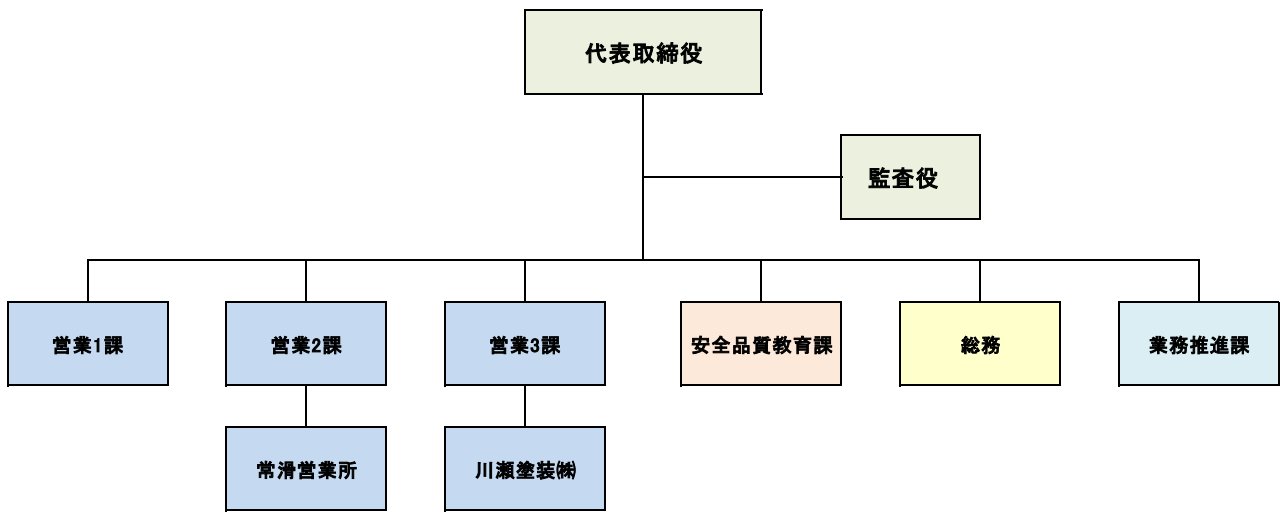 代表取締役
監査役
営業1課
営業2課
営業3課
安全品質教育課
総務
業務推進課
常滑営業所
川瀬塗装㈱